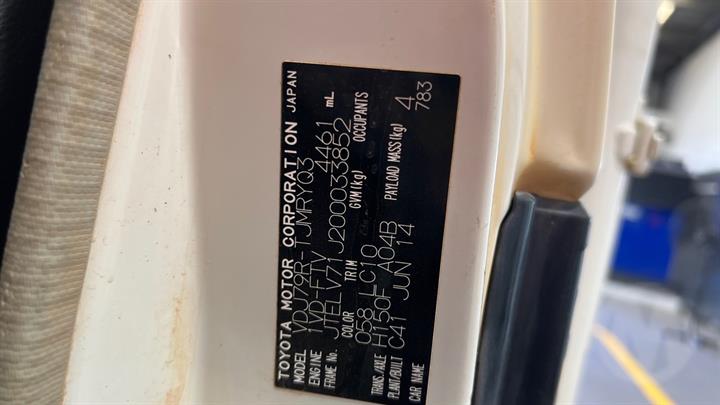 TOYOTA MOTOR CORPORATION JAPAN
MODEL VDJ79R-TJMRYQ3
ENGINE 1VD-FTV 4461 mL
FRAME No. JTELV71J200033852
COLOR TRIM GVM(kg) OCCUPANTS
058 FC10 4
TRANS./AXLE H150F A04B PAYLOAD MASS(kg) 783
PLANT/BUILT C41 JUN 14
CAR NAME